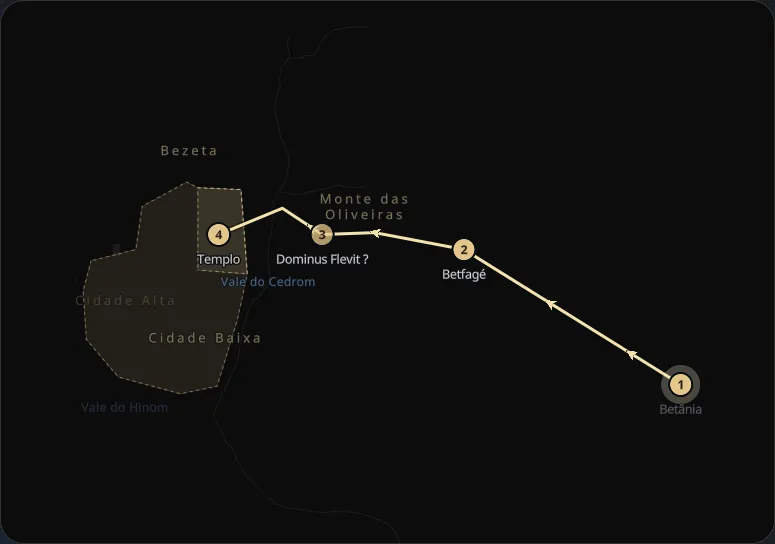 Bezeta
Monte das
Oliveiras
4
3
2
Templo
Dominus Flevit ?
Betfagé
Vale do Cedrom
Cidade Alta
Cidade Baixa
1
Betânia
Vale do Hinom